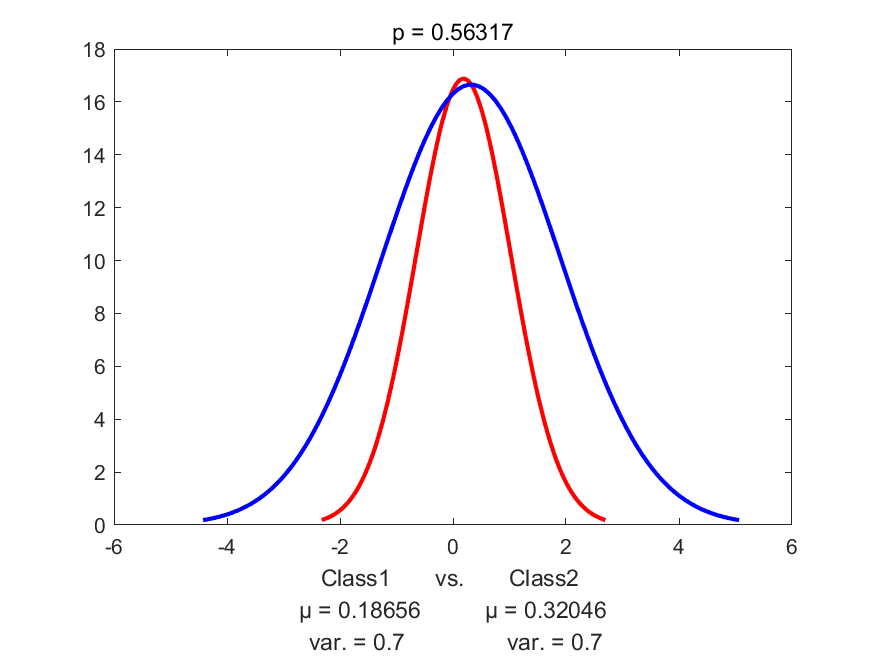 p = 0.56317
18
16
14
12
10
8
6
4
2
0
-6 -4 -2 0 2 4 6
Class1 vs. Class2
μ = 0.18656 μ = 0.32046
var. = 0.7 var. = 0.7